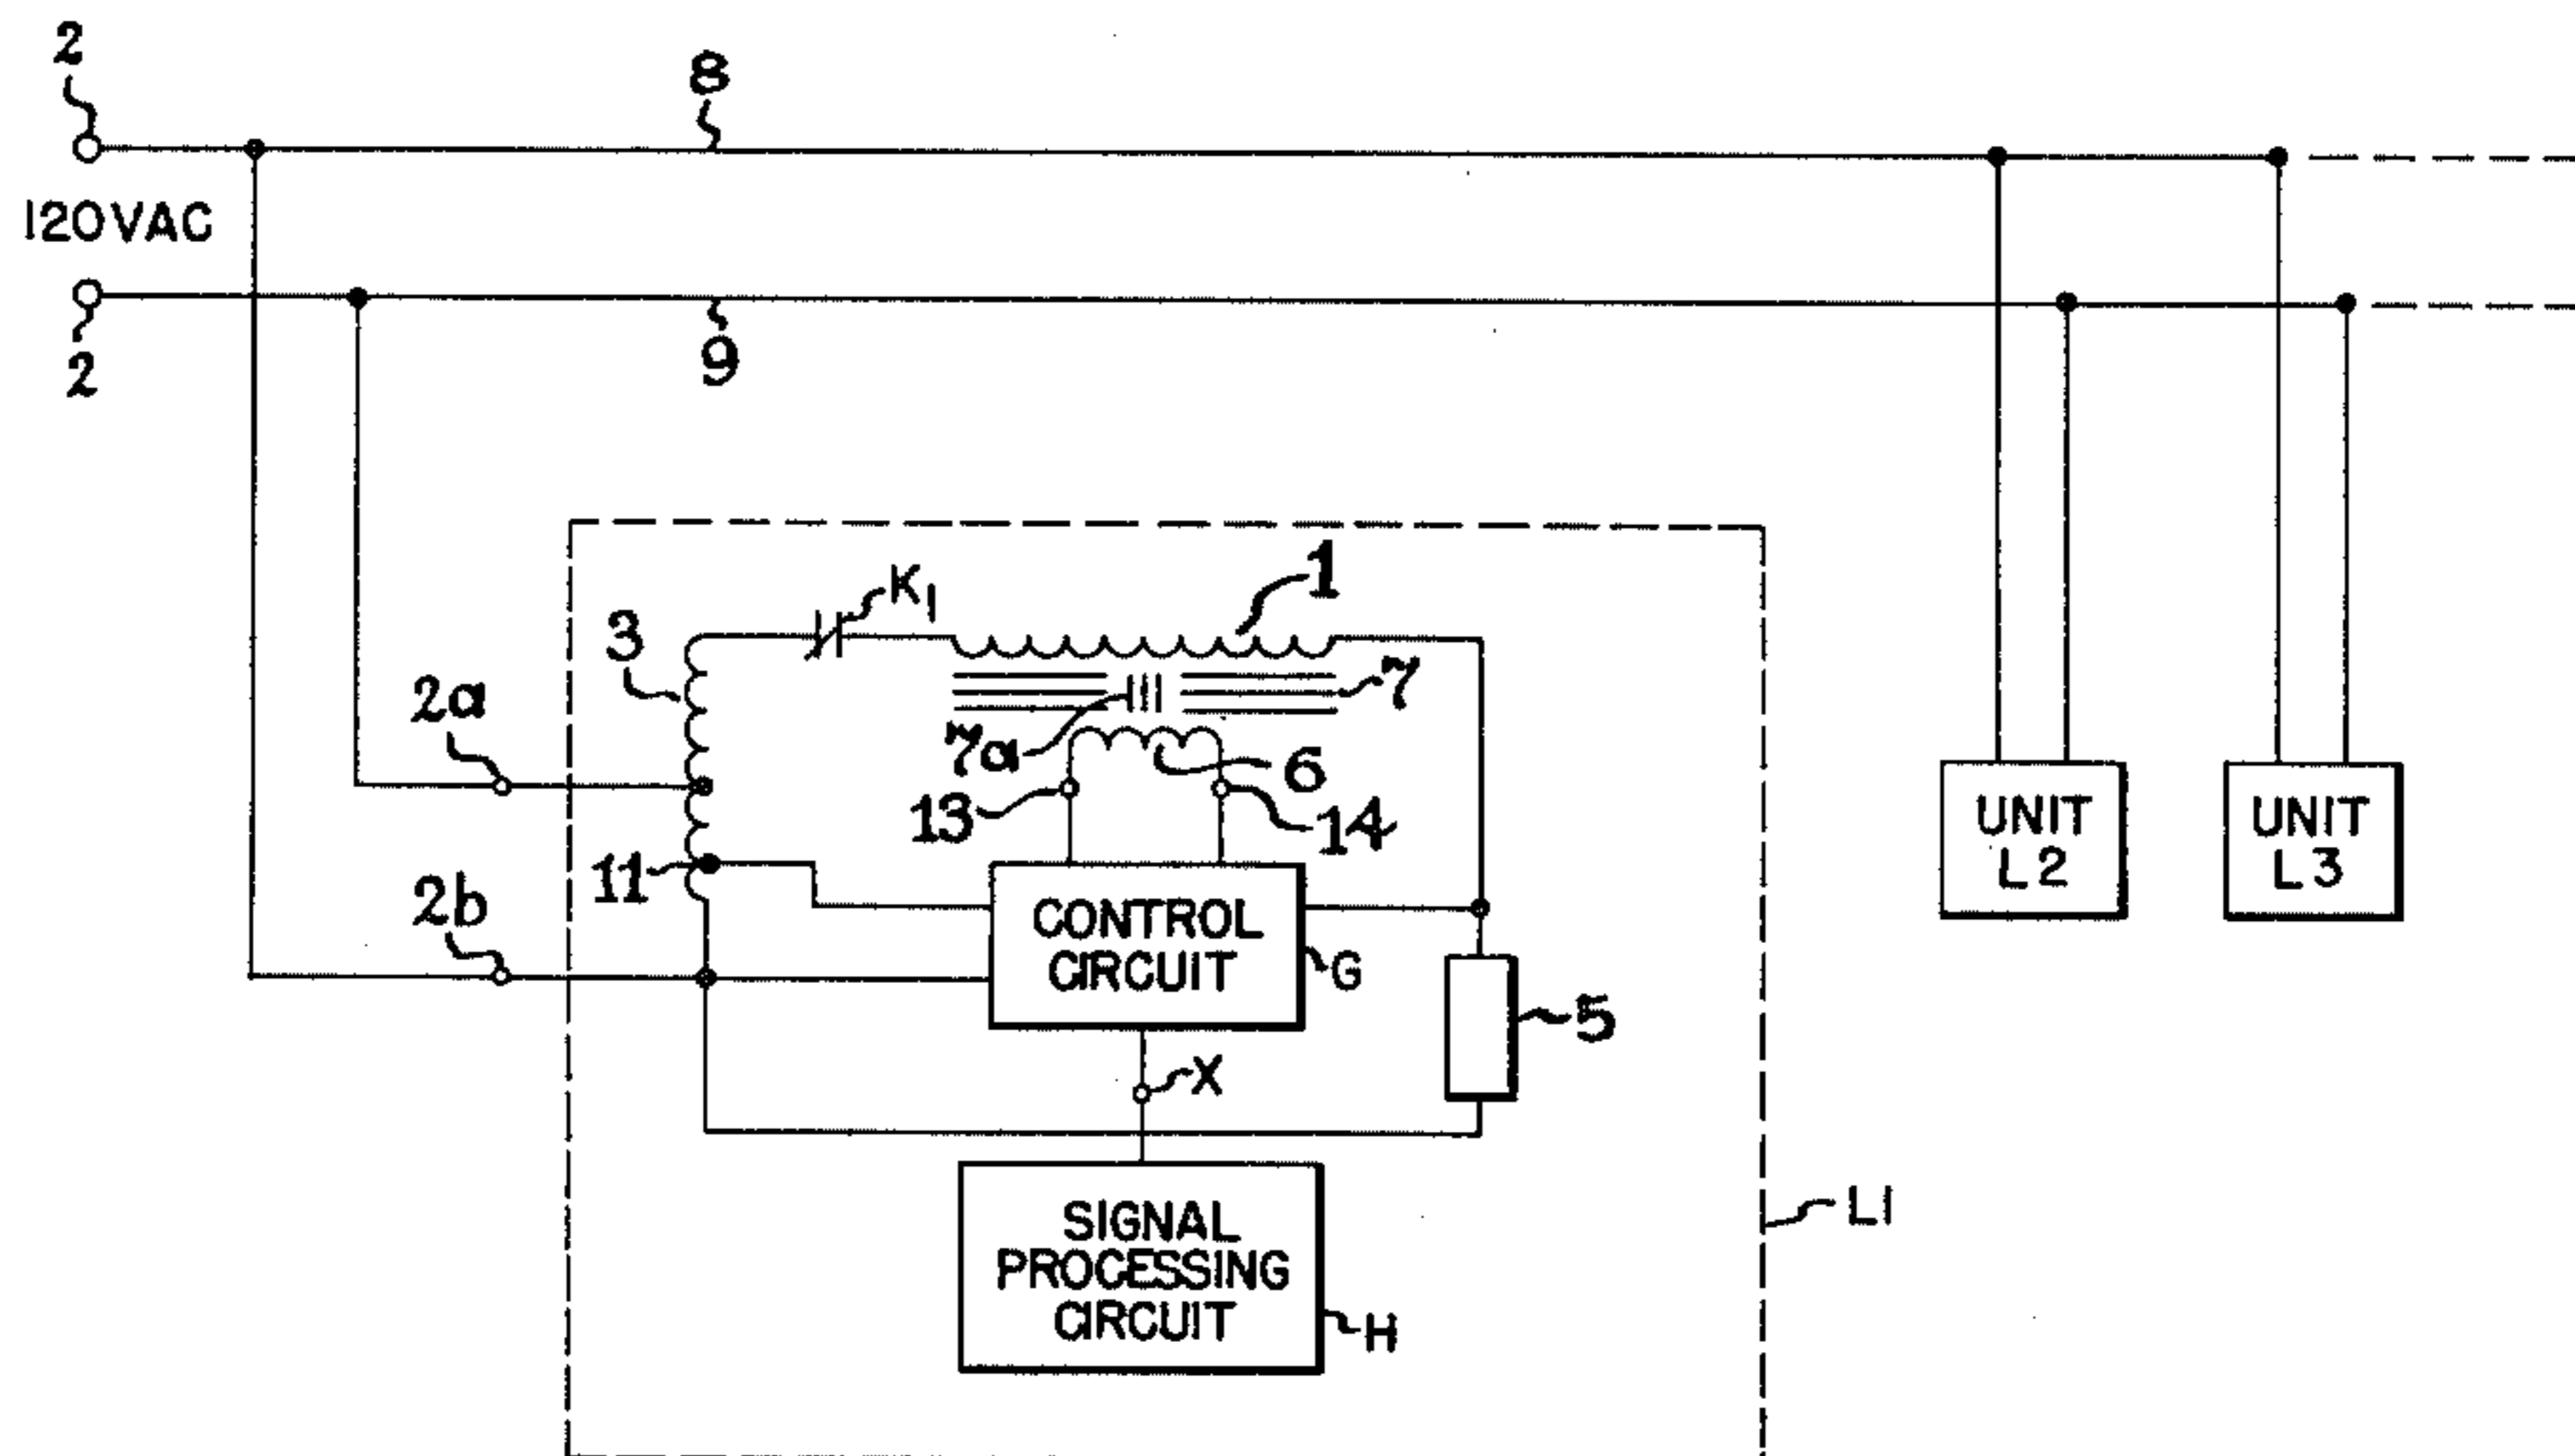 2
8
120VAC
2
9
K1
1
3
7
2a
7a
6
13
14
11
2b
CONTROL
CIRCUIT
G
5
X
SIGNAL
PROCESSING
CIRCUIT
H
L1
UNIT
L2
UNIT
L3